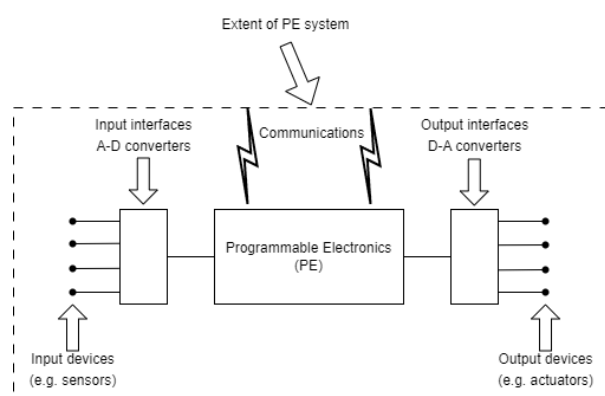 Extent of PE system
Input interfaces
A-D converters
Communications
Output interfaces
D-A converters
Programmable Electronics
(PE)
Input devices
(e.g. sensors)
Output devices
(e.g. actuators)